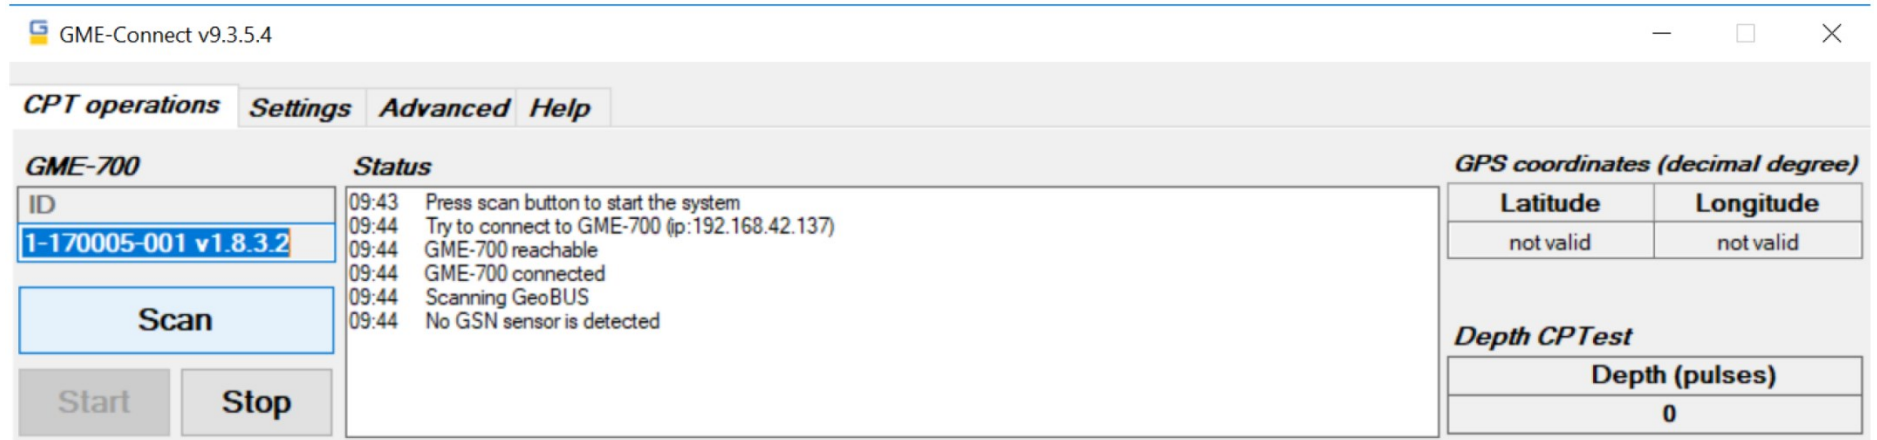 GME-Connect v9.3.5.4
CPT operations Settings Advanced Help
GME-700
ID
1-170005-001 v1.8.3.2
Scan
Start Stop
Status
09:43 Press scan button to start the system
09:44 Try to connect to GME-700 (ip:192.168.42.137)
09:44 GME-700 reachable
09:44 GME-700 connected
09:44 Scanning GeoBUS
09:44 No GSN sensor is detected
GPS coordinates (decimal degree)
Latitude Longitude
not valid not valid
Depth CPTest
Depth (pulses)
0